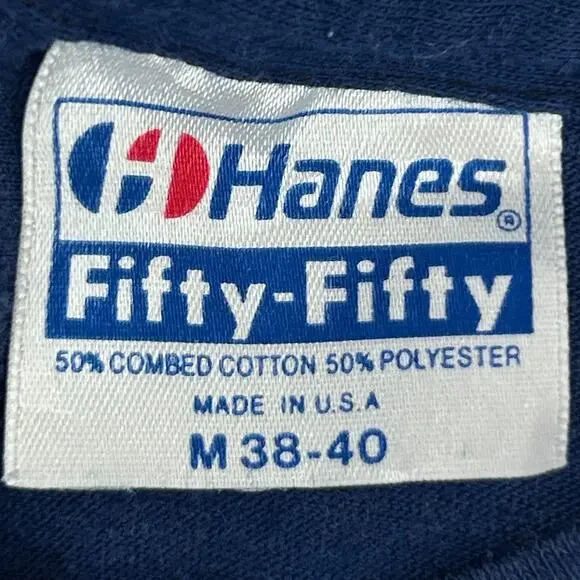 Hanes®
Fifty-Fifty
50% COMBED COTTON 50% POLYESTER
MADE IN U.S.A
M 38-40